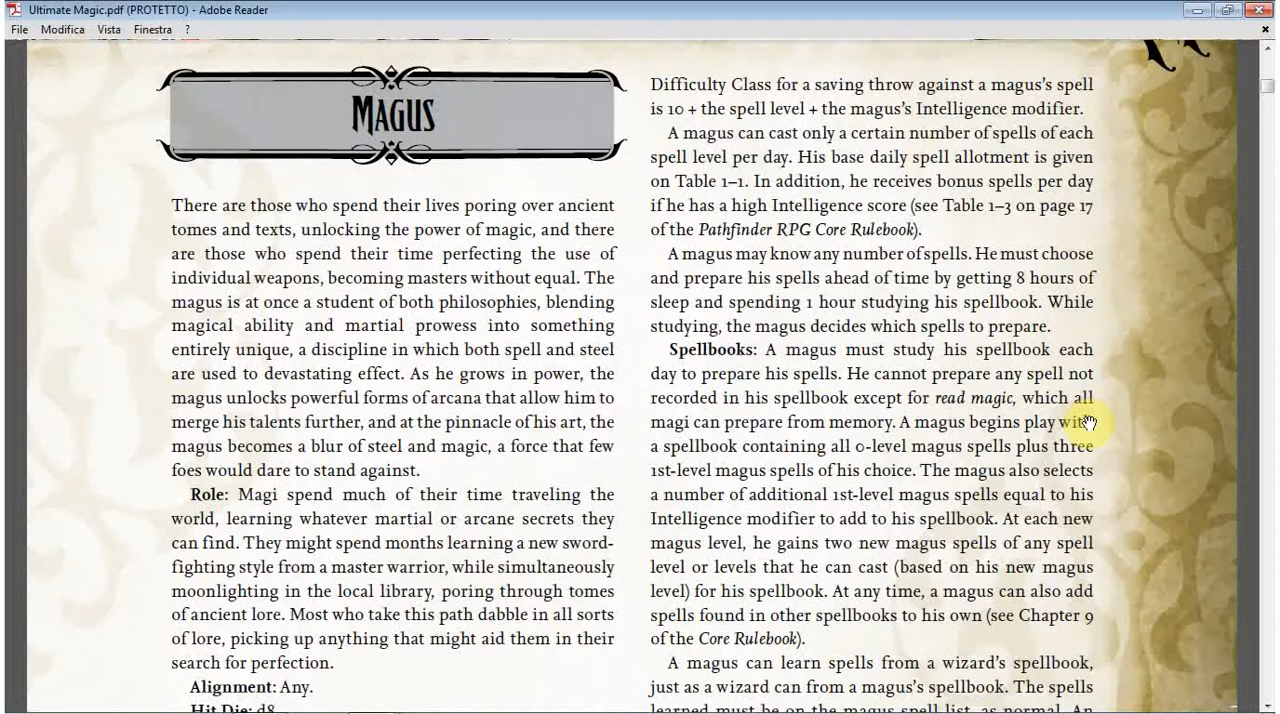 Ultimate Magic.pdf (PROTETTO) - Adobe Reader
File Modifica Vista Finestra ?
MAGUS
There are those who spend their lives poring over ancient
tomes and texts, unlocking the power of magic, and there
are those who spend their time perfecting the use of
individual weapons, becoming masters without equal. The
magus is at once a student of both philosophies, blending
magical ability and martial prowess into something
entirely unique, a discipline in which both spell and steel
are used to devastating effect. As he grows in power, the
magus unlocks powerful forms of arcana that allow him to
merge his talents further, and at the pinnacle of his art, the
magus becomes a blur of steel and magic, a force that few
foes would dare to stand against.
Role: Magi spend much of their time traveling the
world, learning whatever martial or arcane secrets they
can find. They might spend months learning a new sword-
fighting style from a master warrior, while simultaneously
moonlighting in the local library, poring through tomes
of ancient lore. Most who take this path dabble in all sorts
of lore, picking up anything that might aid them in their
search for perfection.
Alignment: Any.
Hit Die: d8
Difficulty Class for a saving throw against a magus's spell
is 10 + the spell level + the magus's Intelligence modifier.
A magus can cast only a certain number of spells of each
spell level per day. His base daily spell allotment is given
on Table 1–1. In addition, he receives bonus spells per day
if he has a high Intelligence score (see Table 1–3 on page 17
of the Pathfinder RPG Core Rulebook).
A magus may know any number of spells. He must choose
and prepare his spells ahead of time by getting 8 hours of
sleep and spending 1 hour studying his spellbook. While
studying, the magus decides which spells to prepare.
Spellbooks: A magus must study his spellbook each
day to prepare his spells. He cannot prepare any spell not
recorded in his spellbook except for read magic, which all
magi can prepare from memory. A magus begins play with
a spellbook containing all 0-level magus spells plus three
1st-level magus spells of his choice. The magus also selects
a number of additional 1st-level magus spells equal to his
Intelligence modifier to add to his spellbook. At each new
magus level, he gains two new magus spells of any spell
level or levels that he can cast (based on his new magus
level) for his spellbook. At any time, a magus can also add
spells found in other spellbooks to his own (see Chapter 9
of the Core Rulebook).
A magus can learn spells from a wizard's spellbook,
just as a wizard can from a magus's spellbook. The spells
learned must be on the magus spell list, as normal. An